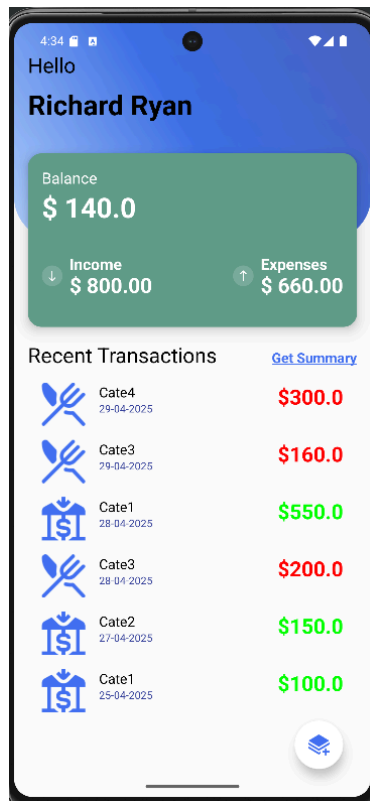 4:34
Hello
Richard Ryan
Balance
$ 140.0
Income
$ 800.00
Expenses
$ 660.00
Recent Transactions
Get Summary
Cate4
29-04-2025
$300.0
Cate3
29-04-2025
$160.0
Cate1
28-04-2025
$550.0
Cate3
28-04-2025
$200.0
Cate2
27-04-2025
$150.0
Cate1
25-04-2025
$100.0